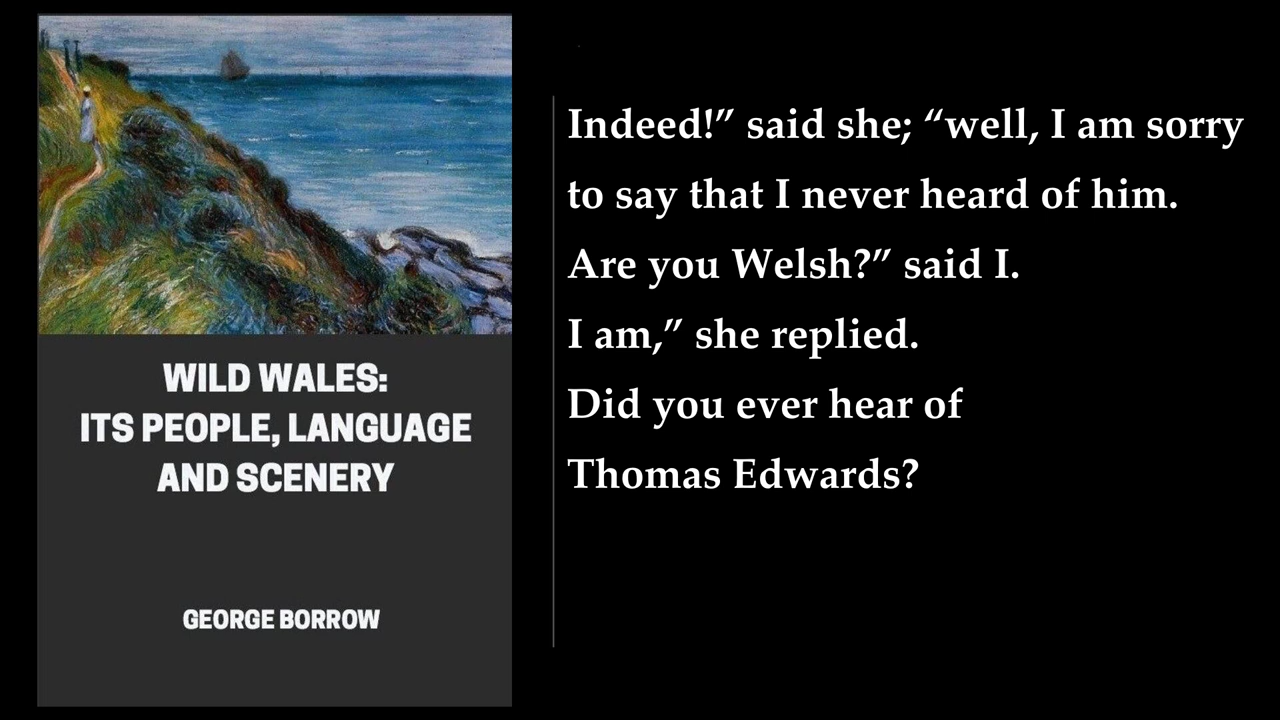 WILD WALES:
ITS PEOPLE, LANGUAGE
AND SCENERY
GEORGE BORROW
Indeed!” said she; “well, I am sorry
to say that I never heard of him.
Are you Welsh?” said I.
I am,” she replied.
Did you ever hear of
Thomas Edwards?